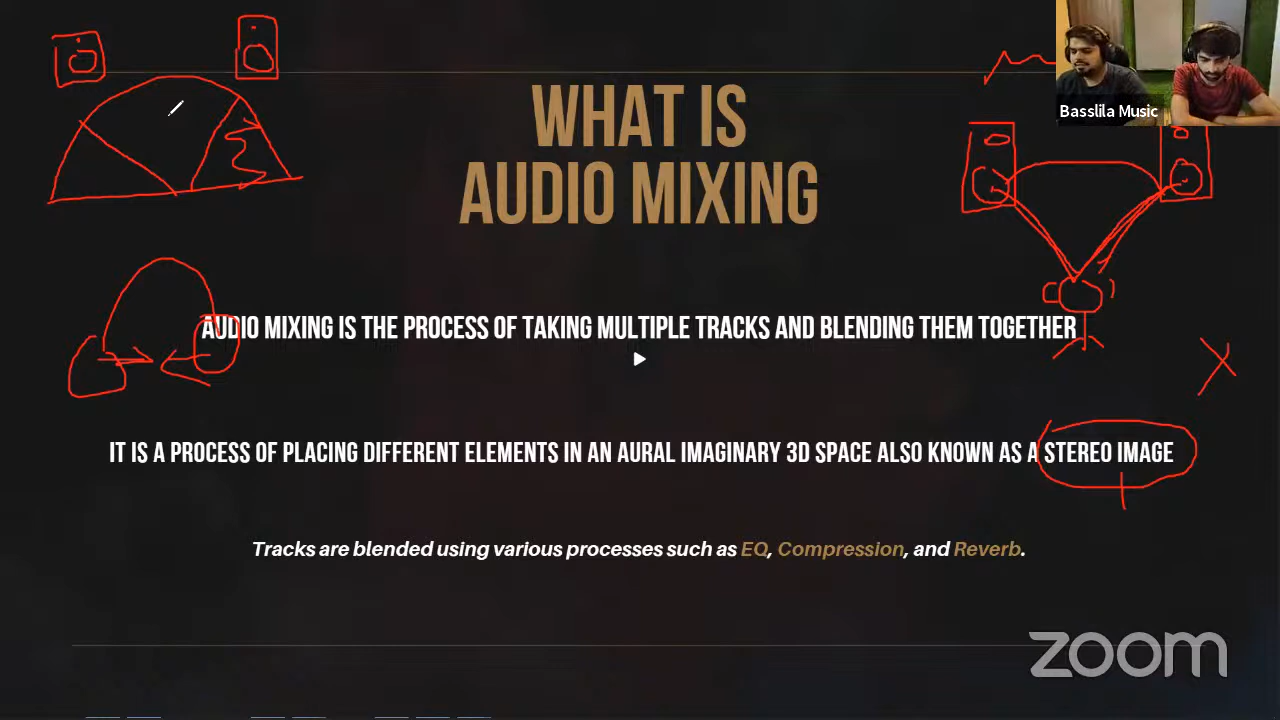 Basslila Music
WHAT IS
AUDIO MIXING
AUDIO MIXING IS THE PROCESS OF TAKING MULTIPLE TRACKS AND BLENDING THEM TOGETHER
IT IS A PROCESS OF PLACING DIFFERENT ELEMENTS IN AN AURAL IMAGINARY 3D SPACE ALSO KNOWN AS A STEREO IMAGE
Tracks are blended using various processes such as EQ, Compression, and Reverb.
zoom